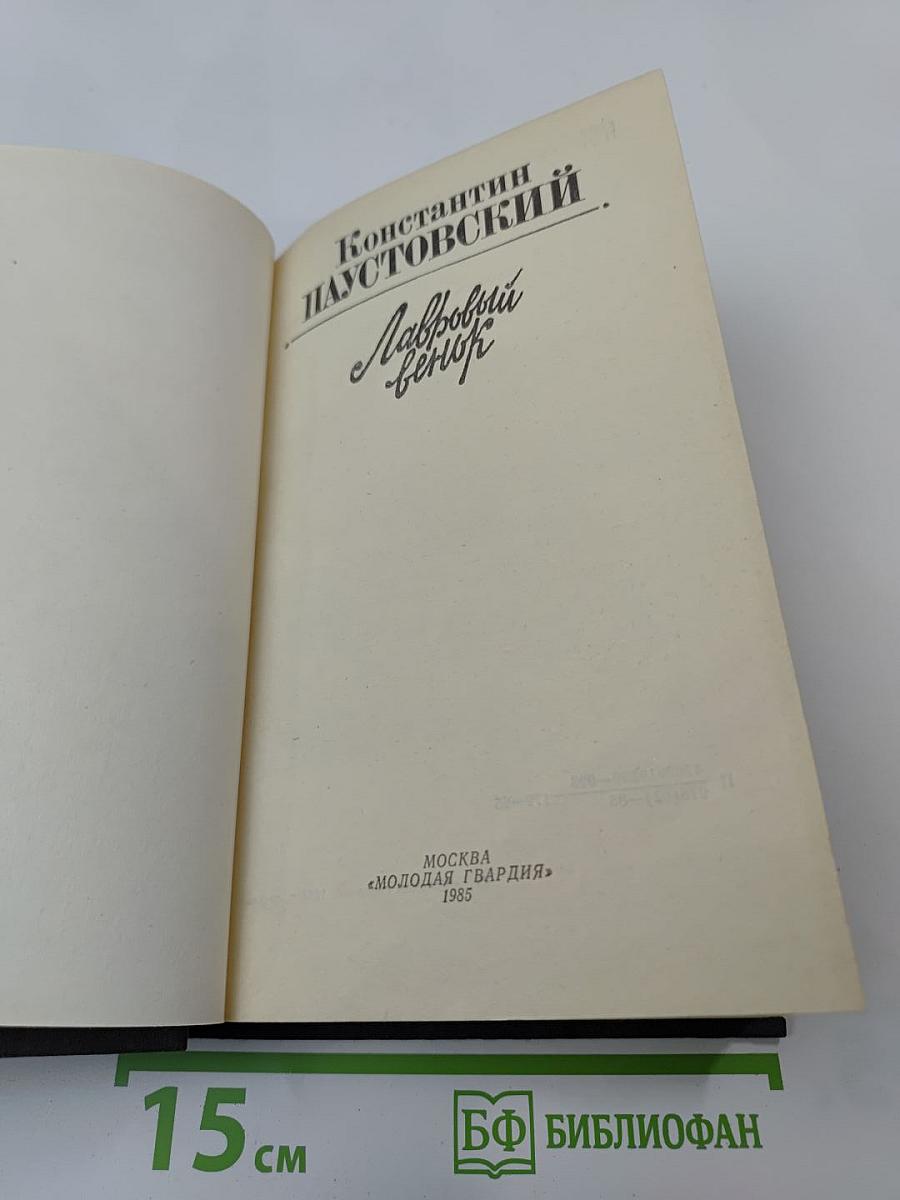 Константин
ПАУСТОВСКИЙ
Лавровый
венок
МОСКВА
«МОЛОДАЯ ГВАРДИЯ»
1985
15 см
БФ БИБЛИОФАН